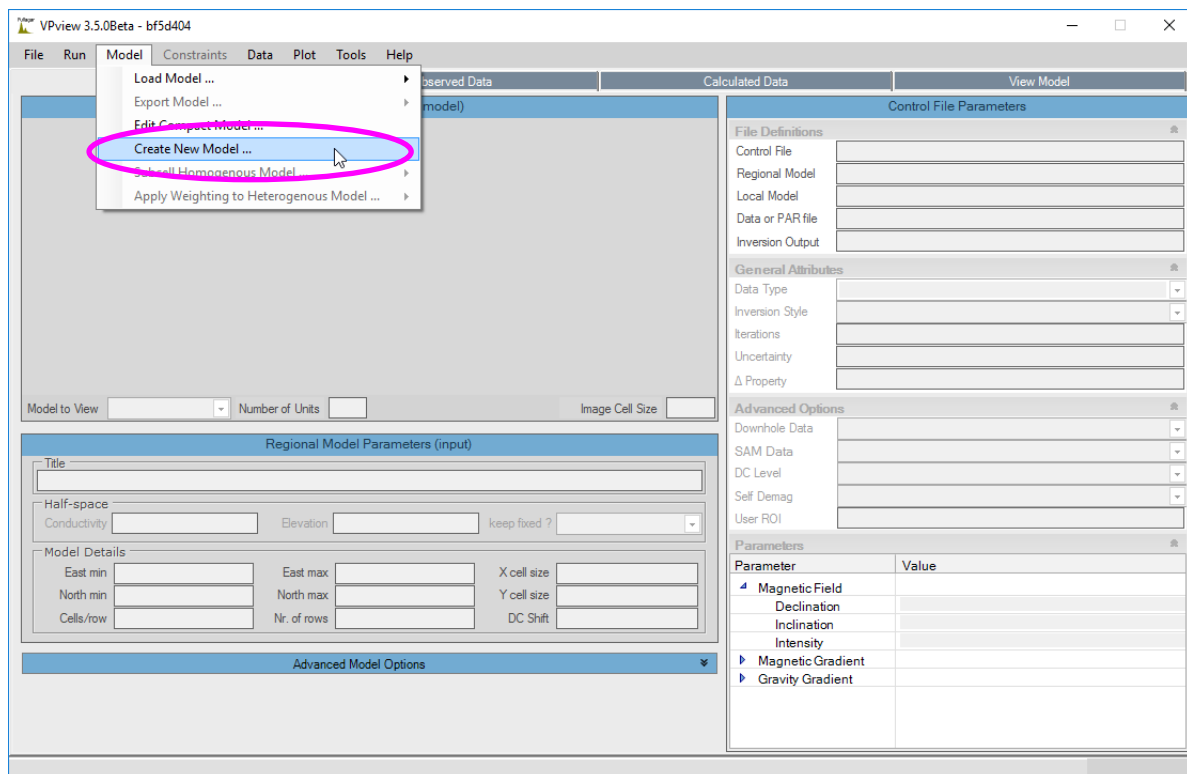 VPview 3.5.0Beta - bf5d404
File Run Model Constraints Data Plot Tools Help
Load Model ...
Export Model ...
Edit Compact Model ...
Create New Model ...
Subcell Homogenous Model ...
Apply Weighting to Heterogenous Model ...
bserved Data Calculated Data View Model
model)
Model to View Number of Units Image Cell Size
Regional Model Parameters (input)
Title
Half-space
Conductivity Elevation keep fixed ?
Model Details
East min East max X cell size
North min North max Y cell size
Cells/row Nr. of rows DC Shift
Advanced Model Options
Control File Parameters
File Definitions
Control File
Regional Model
Local Model
Data or PAR file
Inversion Output
General Attributes
Data Type
Inversion Style
Iterations
Uncertainty
Δ Property
Advanced Options
Downhole Data
SAM Data
DC Level
Self Demag
User ROI
Parameters
Parameter Value
Magnetic Field
Declination
Inclination
Intensity
Magnetic Gradient
Gravity Gradient